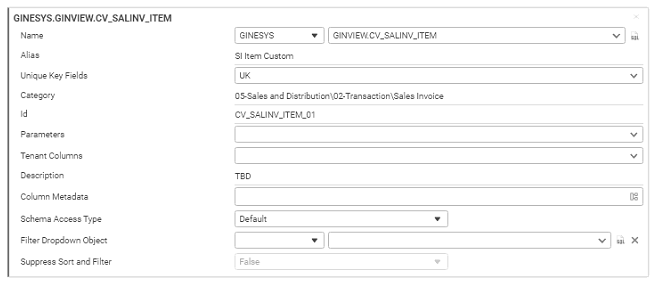 GINESYS.GINVIEW.CV_SALINV_ITEM
Name GINESYS GINVIEW.CV_SALINV_ITEM
Alias SI Item Custom
Unique Key Fields UK
Category 05-Sales and Distribution\02-Transaction\Sales Invoice
Id CV_SALINV_ITEM_01
Parameters
Tenant Columns
Description TBD
Column Metadata
Schema Access Type Default
Filter Dropdown Object
Suppress Sort and Filter False